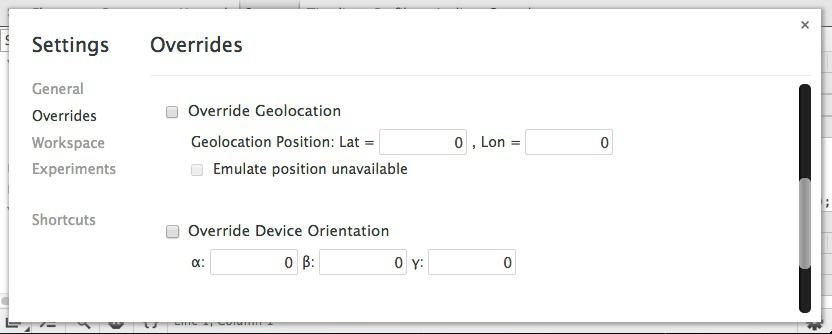 Settings
Overrides
General
Overrides
Workspace
Experiments
Shortcuts
Override Geolocation
Geolocation Position: Lat = 0 , Lon = 0
Emulate position unavailable
Override Device Orientation
α: 0 β: 0 γ: 0
Line 1, Column 1